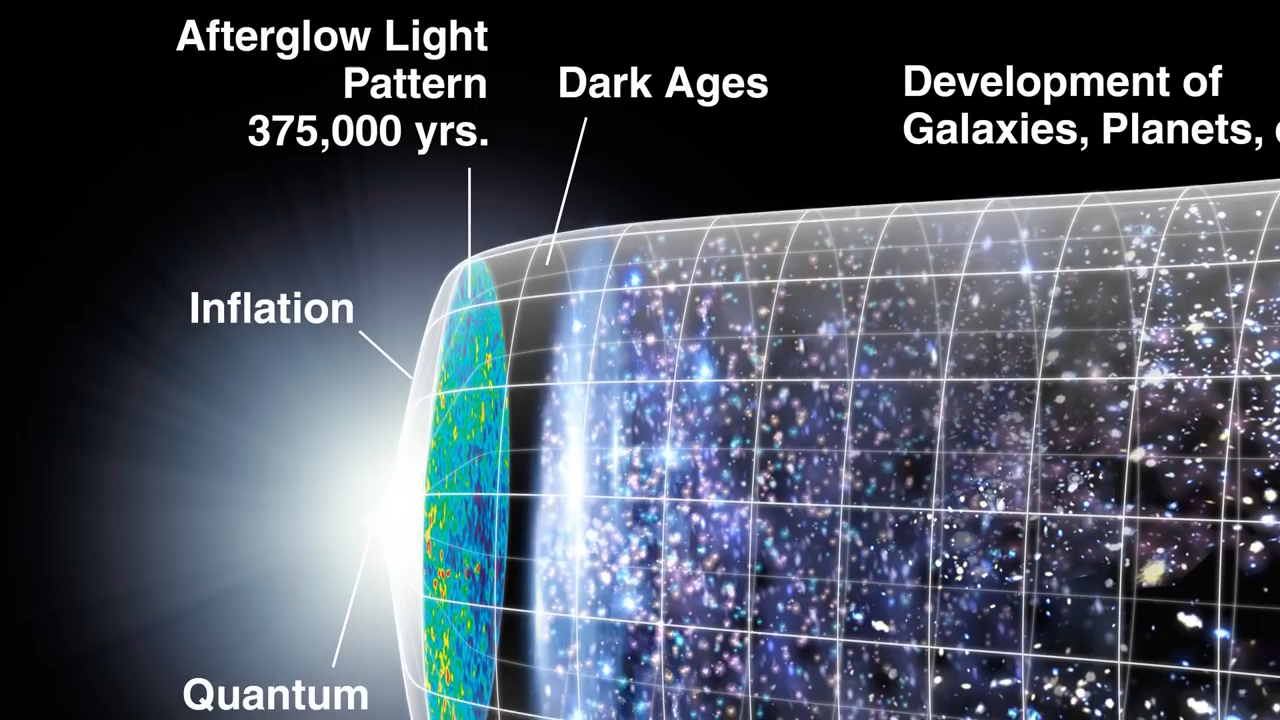 Afterglow Light
Pattern
375,000 yrs.
Dark Ages
Development of
Galaxies, Planets,
Inflation
Quantum